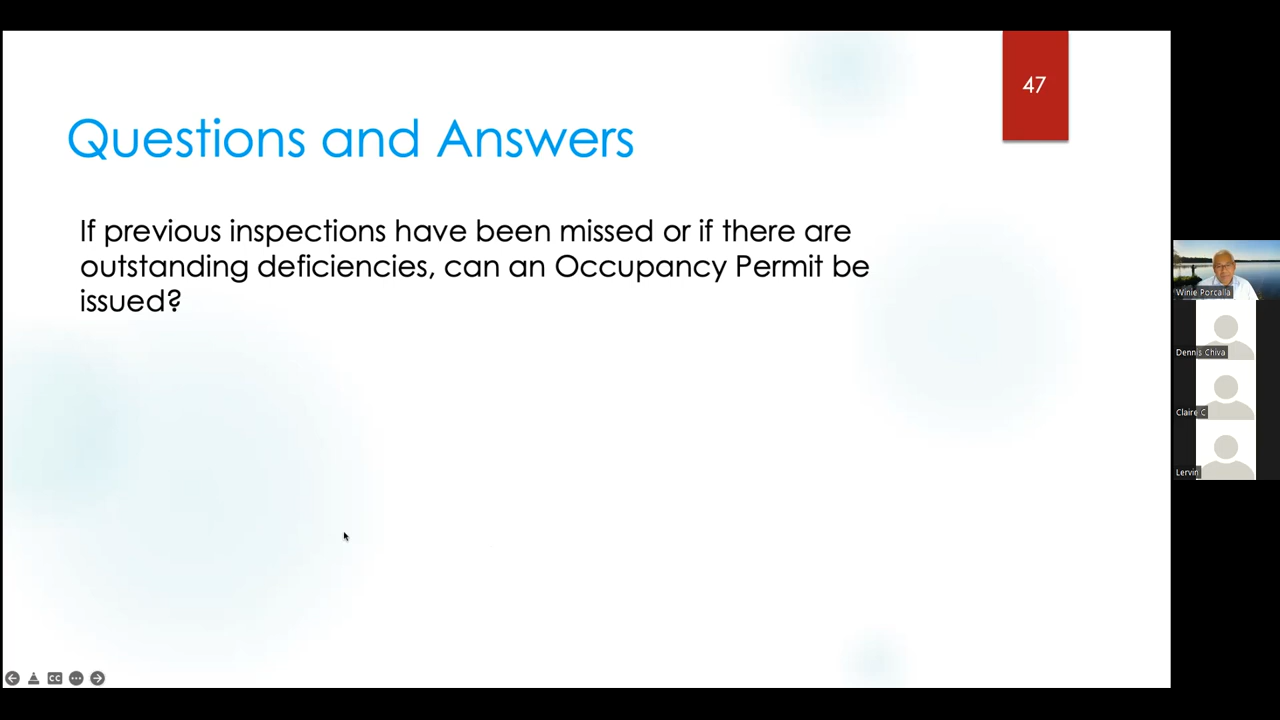 47
Questions and Answers
If previous inspections have been missed or if there are
outstanding deficiencies, can an Occupancy Permit be
issued?
Winie Porcalla
Dennis Chiva
Claire C
Lervin
CC